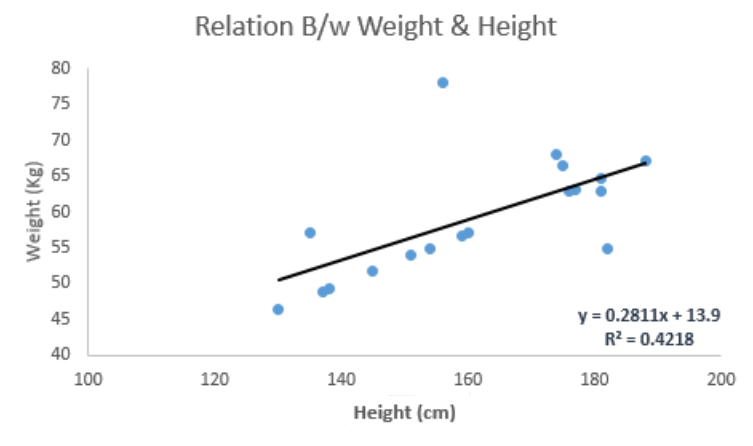 Relation B/w Weight & Height
80
75
70
65
60
55
50
45
40
Weight (Kg)
y = 0.2811x + 13.9
R² = 0.4218
100 120 140 160 180 200
Height (cm)